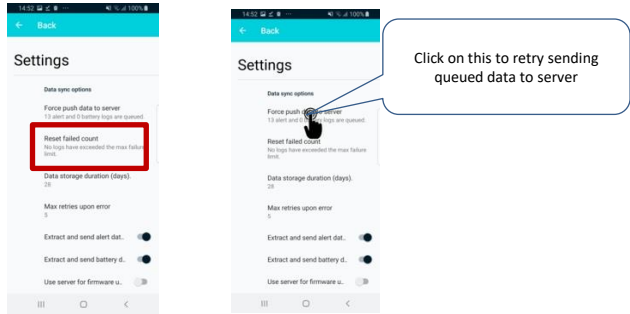 14:52 100%
Back
Settings
Data sync options
Force push data to server
13 alert and 0 battery logs are queued.
Reset failed count
No logs have exceeded the max failure
limit.
Data storage duration (days).
28
Max retries upon error
5
Extract and send alert dat..
Extract and send battery d..
Use server for firmware u..
14:52 100%
Back
Settings
Data sync options
Force push server
13 alert and 0 battery logs are queued.
Reset failed count
No logs have exceeded the max failure
limit.
Data storage duration (days).
28
Max retries upon error
5
Extract and send alert dat..
Extract and send battery d..
Use server for firmware u..
Click on this to retry sending
queued data to server